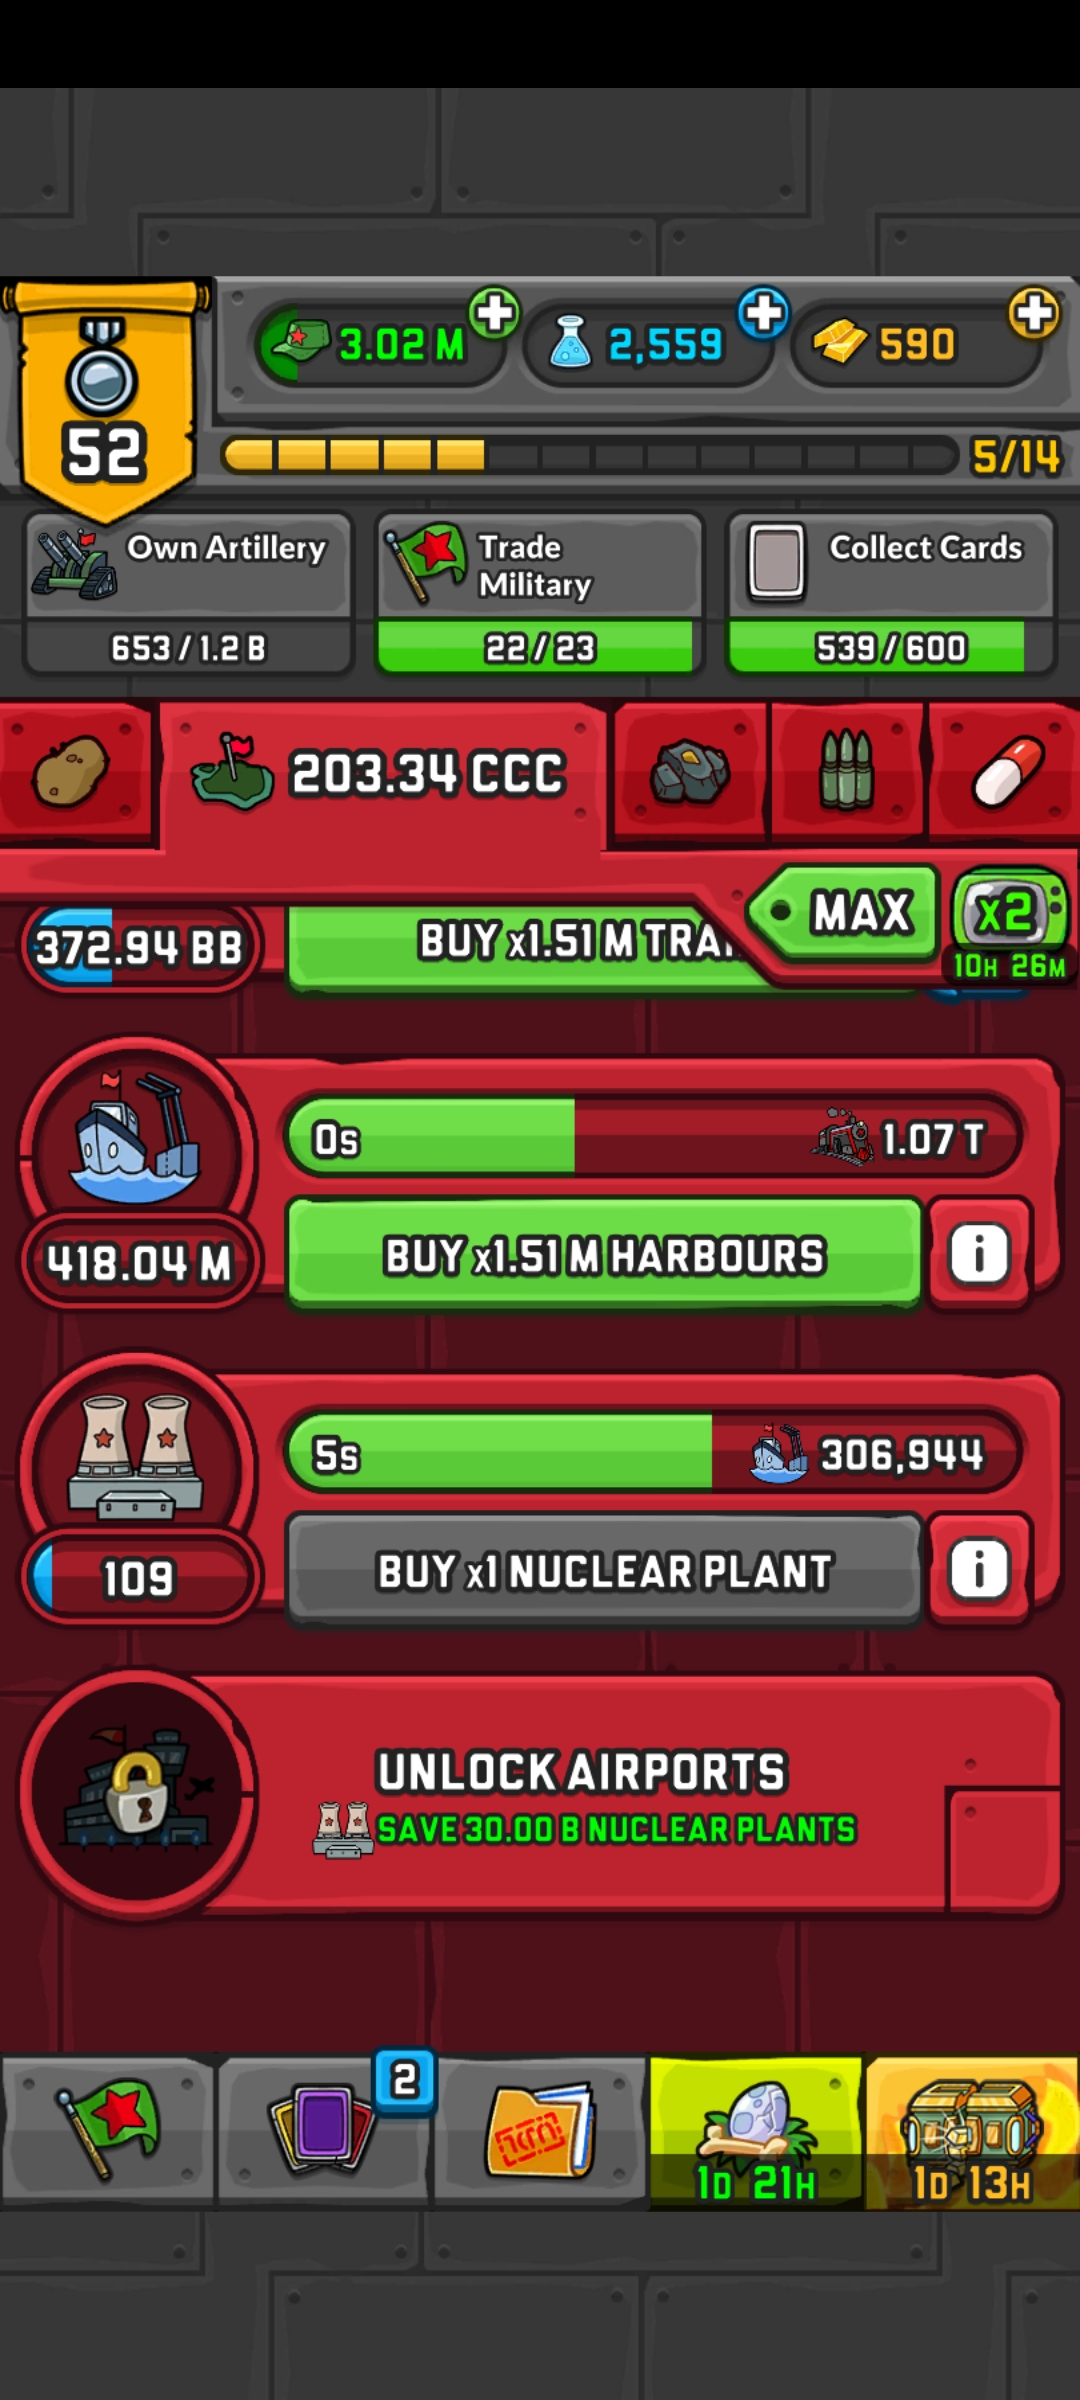 3.02 M
2,559
590
52
5/14
Own Artillery
653 / 1.2 B
Trade
Military
22 / 23
Collect Cards
539 / 600
203.34 CCC
MAX
x2
10H 26M
372.94 BB
BUY x1.51 M TRA
0s
1.07 T
418.04 M
BUY x1.51 M HARBOURS
i
5s
306,944
109
BUY x1 NUCLEAR PLANT
i
UNLOCK AIRPORTS
SAVE 30.00 B NUCLEAR PLANTS
2
1D 21H
1D 13H